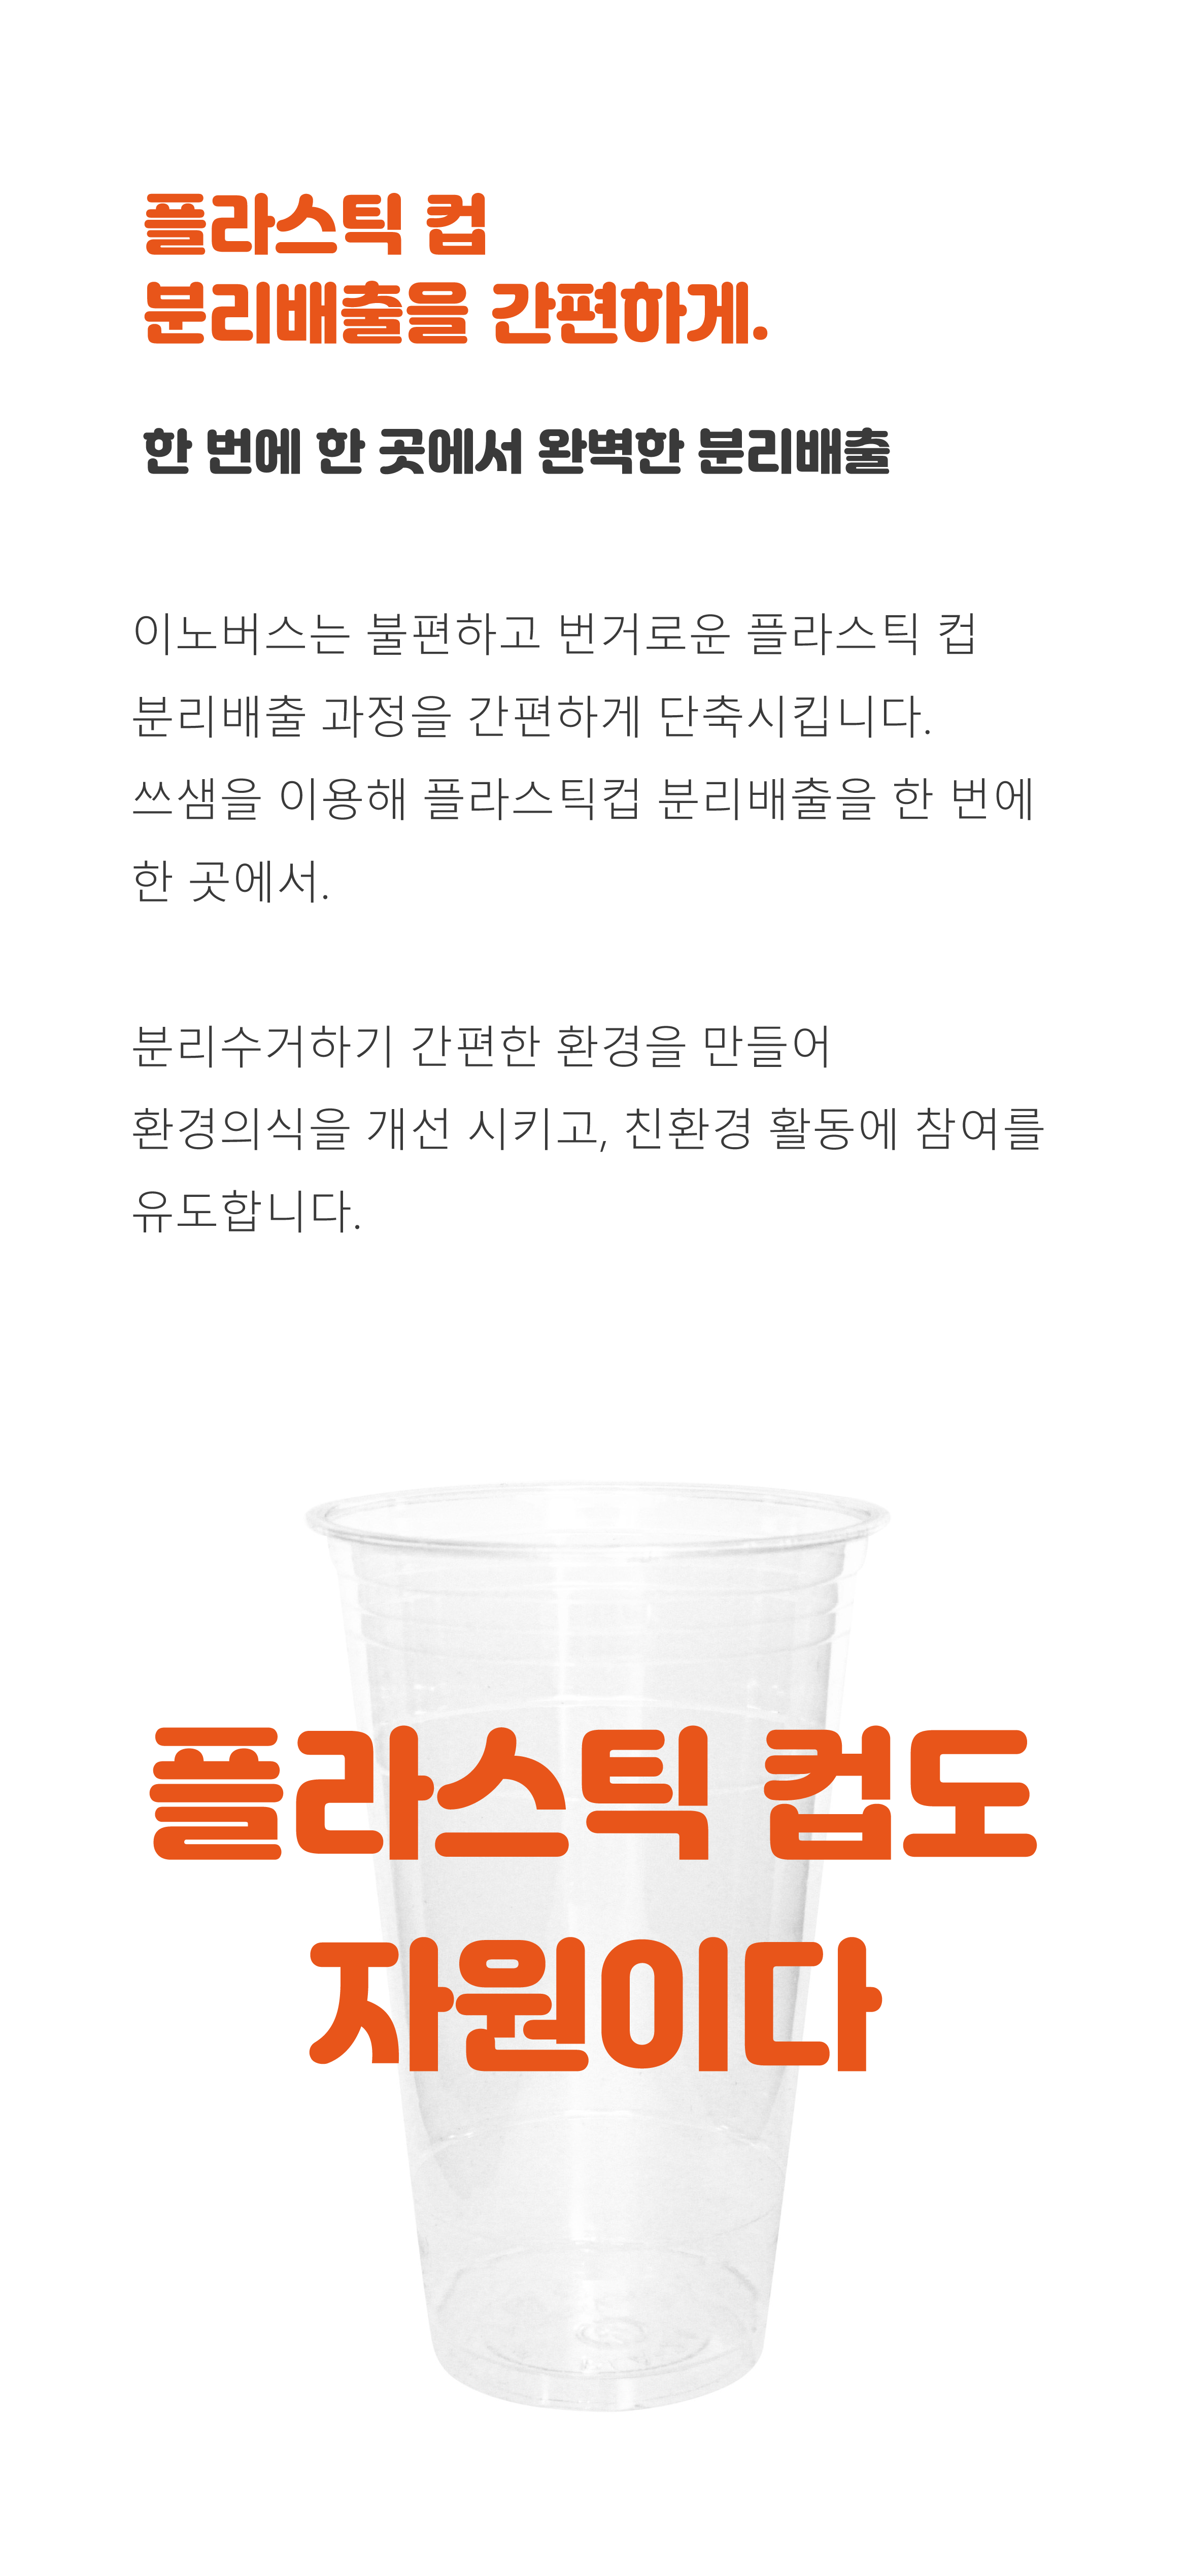 플라스틱 컵
분리배출을 간편하게.
한 번에 한 곳에서 완벽한 분리배출
이노버스는 불편하고 번거로운 플라스틱 컵
분리배출 과정을 간편하게 단축시킵니다.
쓰샘을 이용해 플라스틱컵 분리배출을 한 번에
한 곳에서.
분리수거하기 간편한 환경을 만들어
환경의식을 개선 시키고, 친환경 활동에 참여를
유도합니다.
플라스틱 컵도
자원이다